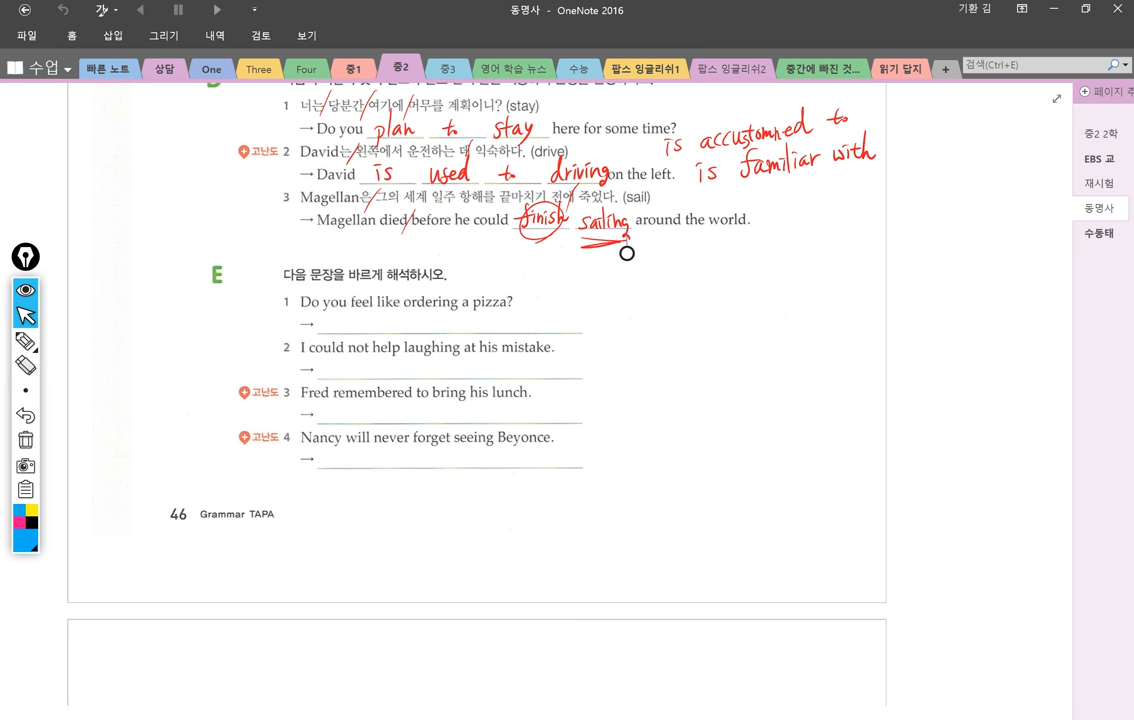 동명사 - OneNote 2016
기환 김
파일 홈 삽입 그리기 내역 검토 보기
수업 빠른 노트 상담 One Three Four 중1 중2 중3 영어 학습 뉴스 수능 팝스 잉글리쉬1 팝스 잉글리쉬2 중간에 빠진 것... 읽기 답지 + 검색(Ctrl+E)
페이지 추
중2 2학
EBS 교
재시험
동명사
수동태
1 너는 당분간 여기에 머무를 계획이니? (stay)
→ Do you plan to stay here for some time?
is accustomned to
고난도 2 David는 왼쪽에서 운전하는 데 익숙하다. (drive)
→ David is used to driving on the left.
is familiar with
3 Magellan은 그의 세계 일주 항해를 끝마치기 전에 죽었다. (sail)
→ Magellan died before he could finish sailing around the world.
E 다음 문장을 바르게 해석하시오.
1 Do you feel like ordering a pizza?
→
2 I could not help laughing at his mistake.
→
고난도 3 Fred remembered to bring his lunch.
→
고난도 4 Nancy will never forget seeing Beyonce.
→
46 Grammar TAPA